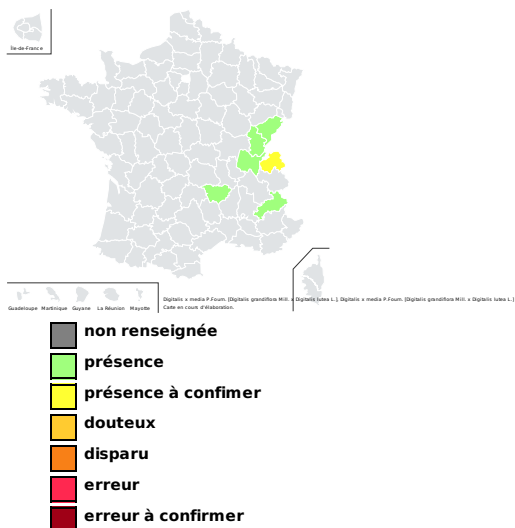 Île-de-France
Guadeloupe Martinique Guyane La Réunion Mayotte
Digitalis x media P.Fourn. [Digitalis grandiflora Mill. x Digitalis lutea L.], Digitalis x media P.Fourn. [Digitalis grandiflora Mill. x Digitalis lutea L.]
Carte en cours d'élaboration.
non renseignée
présence
présence à confimer
douteux
disparu
erreur
erreur à confirmer